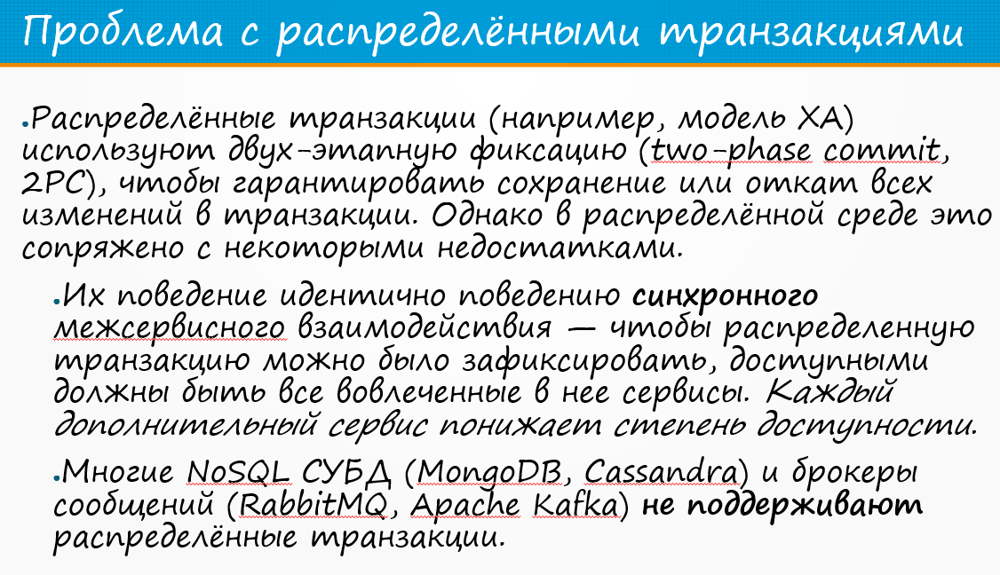 Проблема с распределёнными транзакциями
•Распределённые транзакции (например, модель XA)
используют двух-этапную фиксацию (two-phase commit,
2PC), чтобы гарантировать сохранение или откат всех
изменений в транзакции. Однако в распределённой среде это
сопряжено с некоторыми недостатками.
•Их поведение идентично поведению синхронного
межсервисного взаимодействия — чтобы распределенную
транзакцию можно было зафиксировать, доступными
должны быть все вовлеченные в нее сервисы. Каждый
дополнительный сервис понижает степень доступности.
•Многие NoSQL СУБД (MongoDB, Cassandra) и брокеры
сообщений (RabbitMQ, Apache Kafka) не поддерживают
распределённые транзакции.